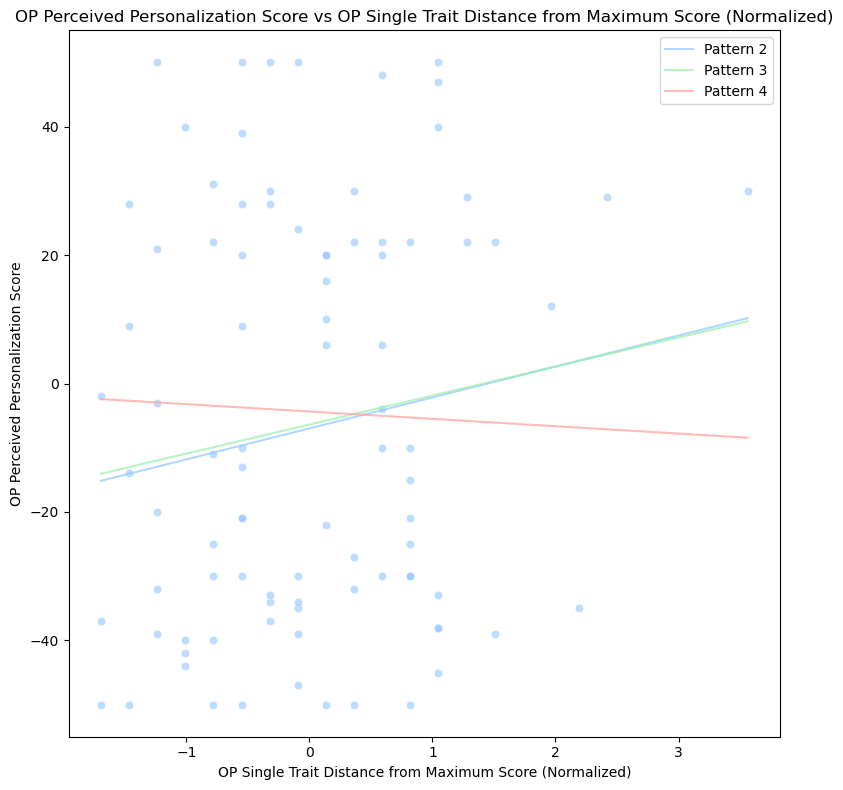 OP Perceived Personalization Score vs OP Single Trait Distance from Maximum Score (Normalized)
Pattern 2
Pattern 3
Pattern 4
40
20
0
−20
−40
OP Perceived Personalization Score
−1
0
1
2
3
OP Single Trait Distance from Maximum Score (Normalized)